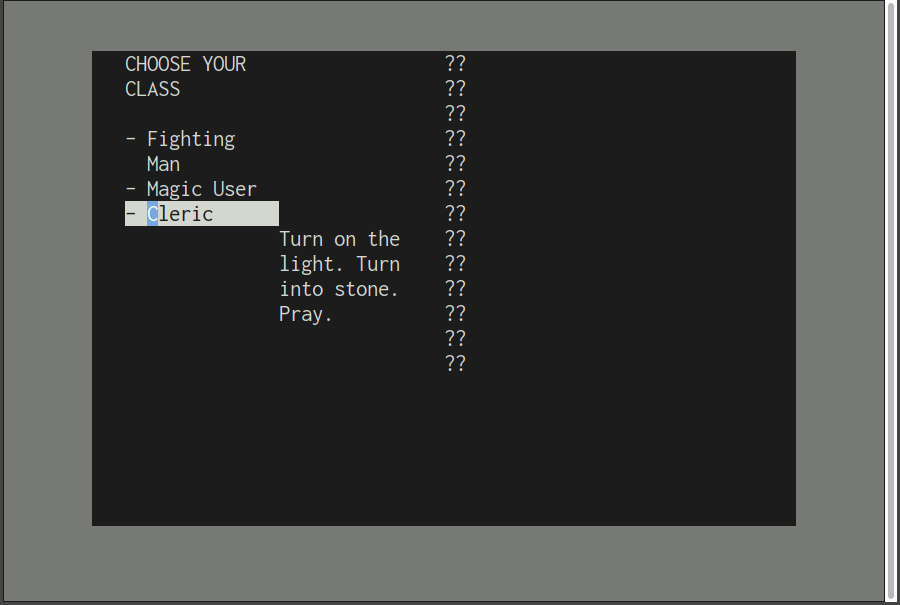 CHOOSE YOUR ??
CLASS ??
??
- Fighting ??
Man ??
- Magic User ??
- Cleric ??
Turn on the ??
light. Turn ??
into stone. ??
Pray. ??
??
??